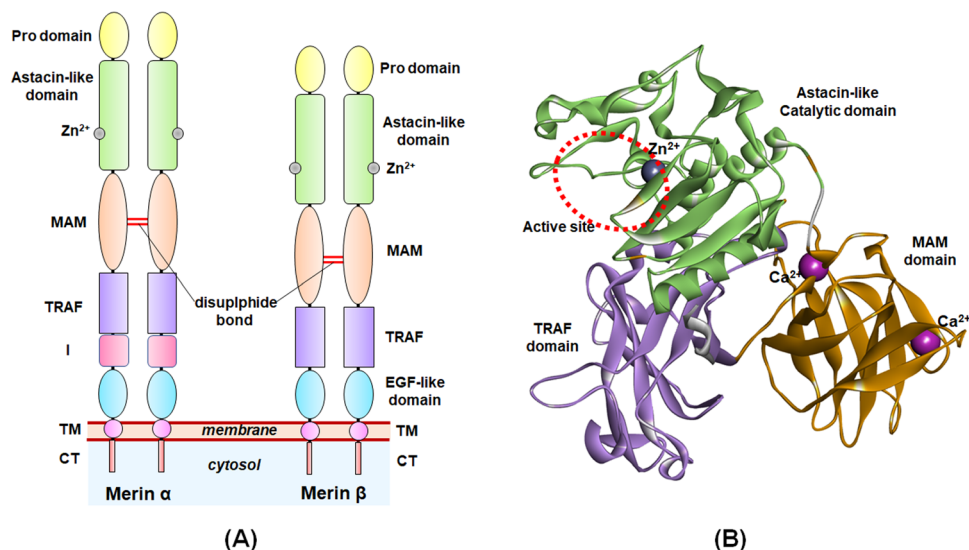 Pro domain
Astacin-like
domain
Zn2+
MAM
TRAF
I
TM
CT
Merin α
disuplphide
bond
membrane
cytosol
Pro domain
Astacin-like
domain
Zn2+
MAM
TRAF
EGF-like
domain
TM
CT
Merin β
(A)
Astacin-like
Catalytic domain
Zn2+
Active site
MAM
domain
Ca2+
Ca2+
TRAF
domain
(B)